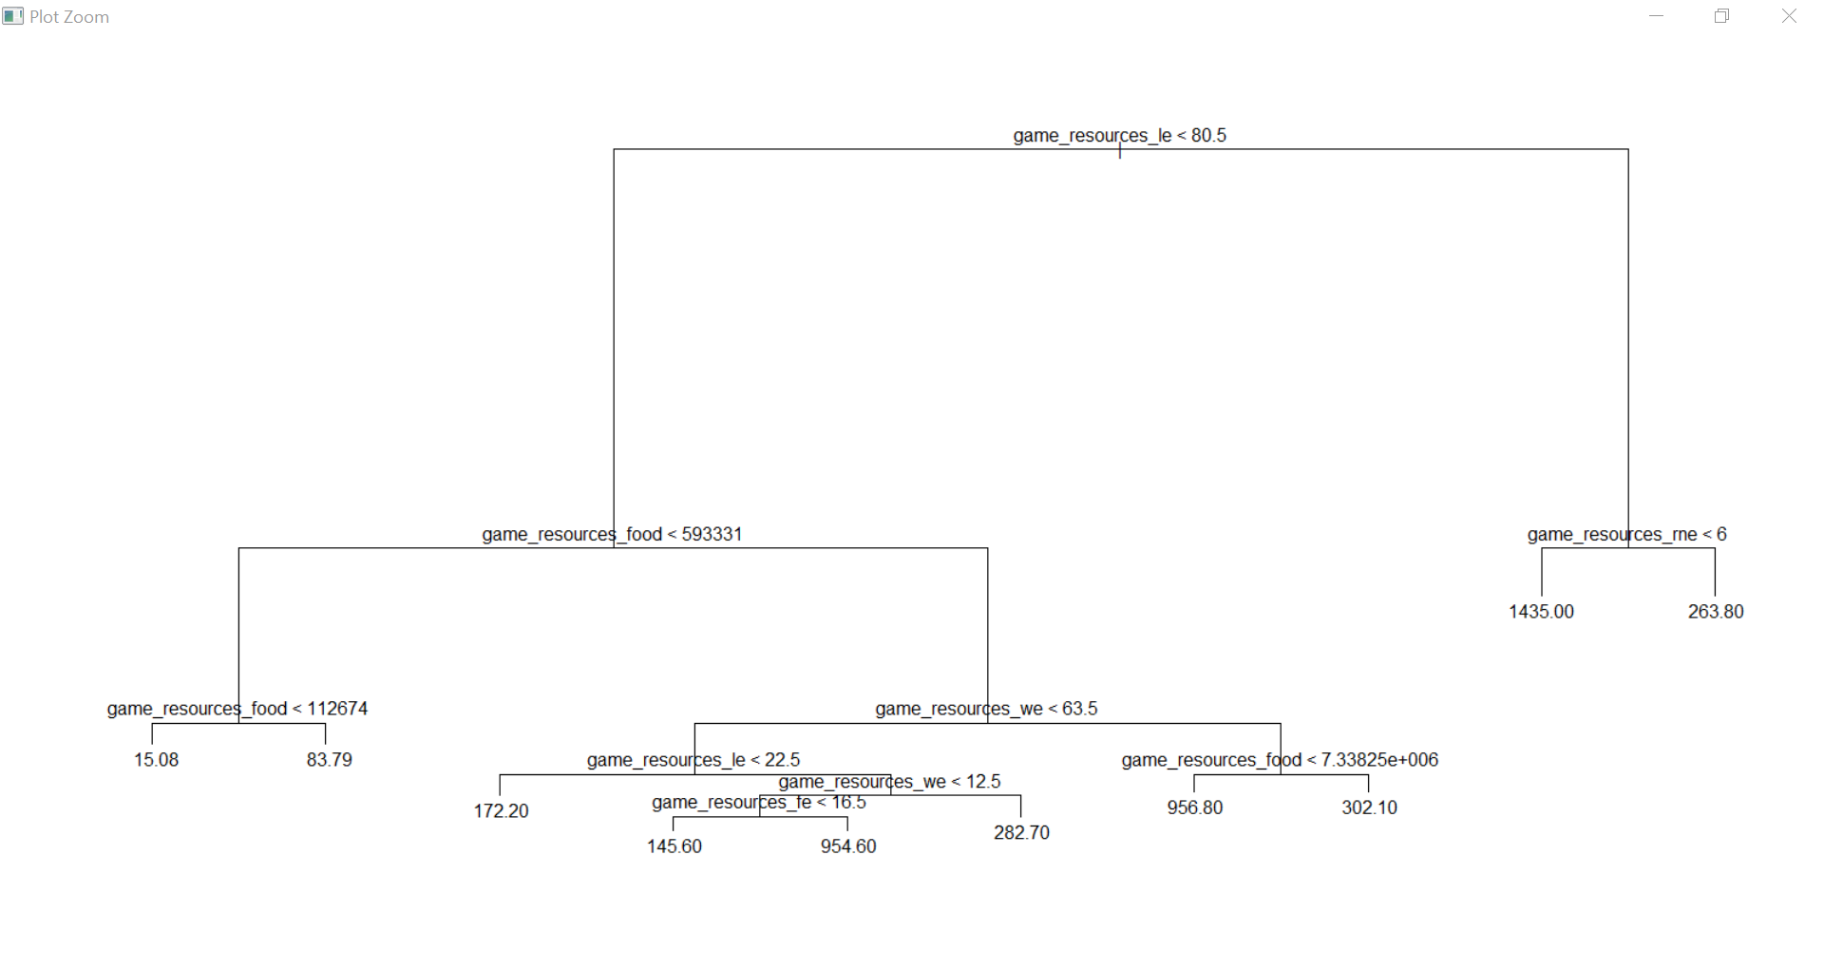 Plot Zoom
game_resources_le < 80.5
game_resources_food < 593331
game_resources_rne < 6
1435.00
263.80
game_resources_food < 112674
game_resources_we < 63.5
15.08
83.79
game_resources_le < 22.5
game_resources_food < 7.33825e+006
game_resources_we < 12.5
game_resources_fe < 16.5
172.20
956.80
302.10
282.70
145.60
954.60